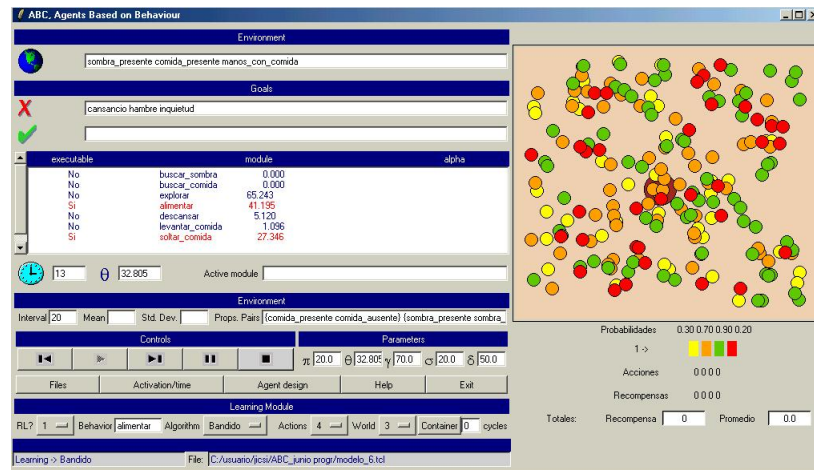 ABC, Agents Based on Behaviour
Environment
sombra_presente comida_presente manos_con_comida
Goals
cansancio hambre inquietud
executable module alpha
No buscar_sombra 0.000
No buscar_comida 0.000
No explorar 65.243
Si alimentar 41.195
No descansar 5.120
No levantar_comida 1.096
Si soltar_comida 27.346
13 θ 32.805 Active module
Environment
Interval 20 Mean Std. Dev. Props. Pairs {comida_presente comida_ausente} {sombra_presente sombra_
Controls Parameters
π 20.0 θ 32.805 γ 70.0 σ 20.0 δ 50.0
Files Activation/time Agent design Help Exit
Learning Module
RL? 1 Behavior alimentar Algorithm Bandido Actions 4 World 3 Container 0 cycles
Learning -> Bandido File: C:/usuario/jicsi/ABC_junio progr/modelo_6.tcl
Probabilidades 0.30 0.70 0.90 0.20
1 ->
Acciones 0 0 0 0
Recompensas 0 0 0 0
Totales: Recompensa 0 Promedio 0.0